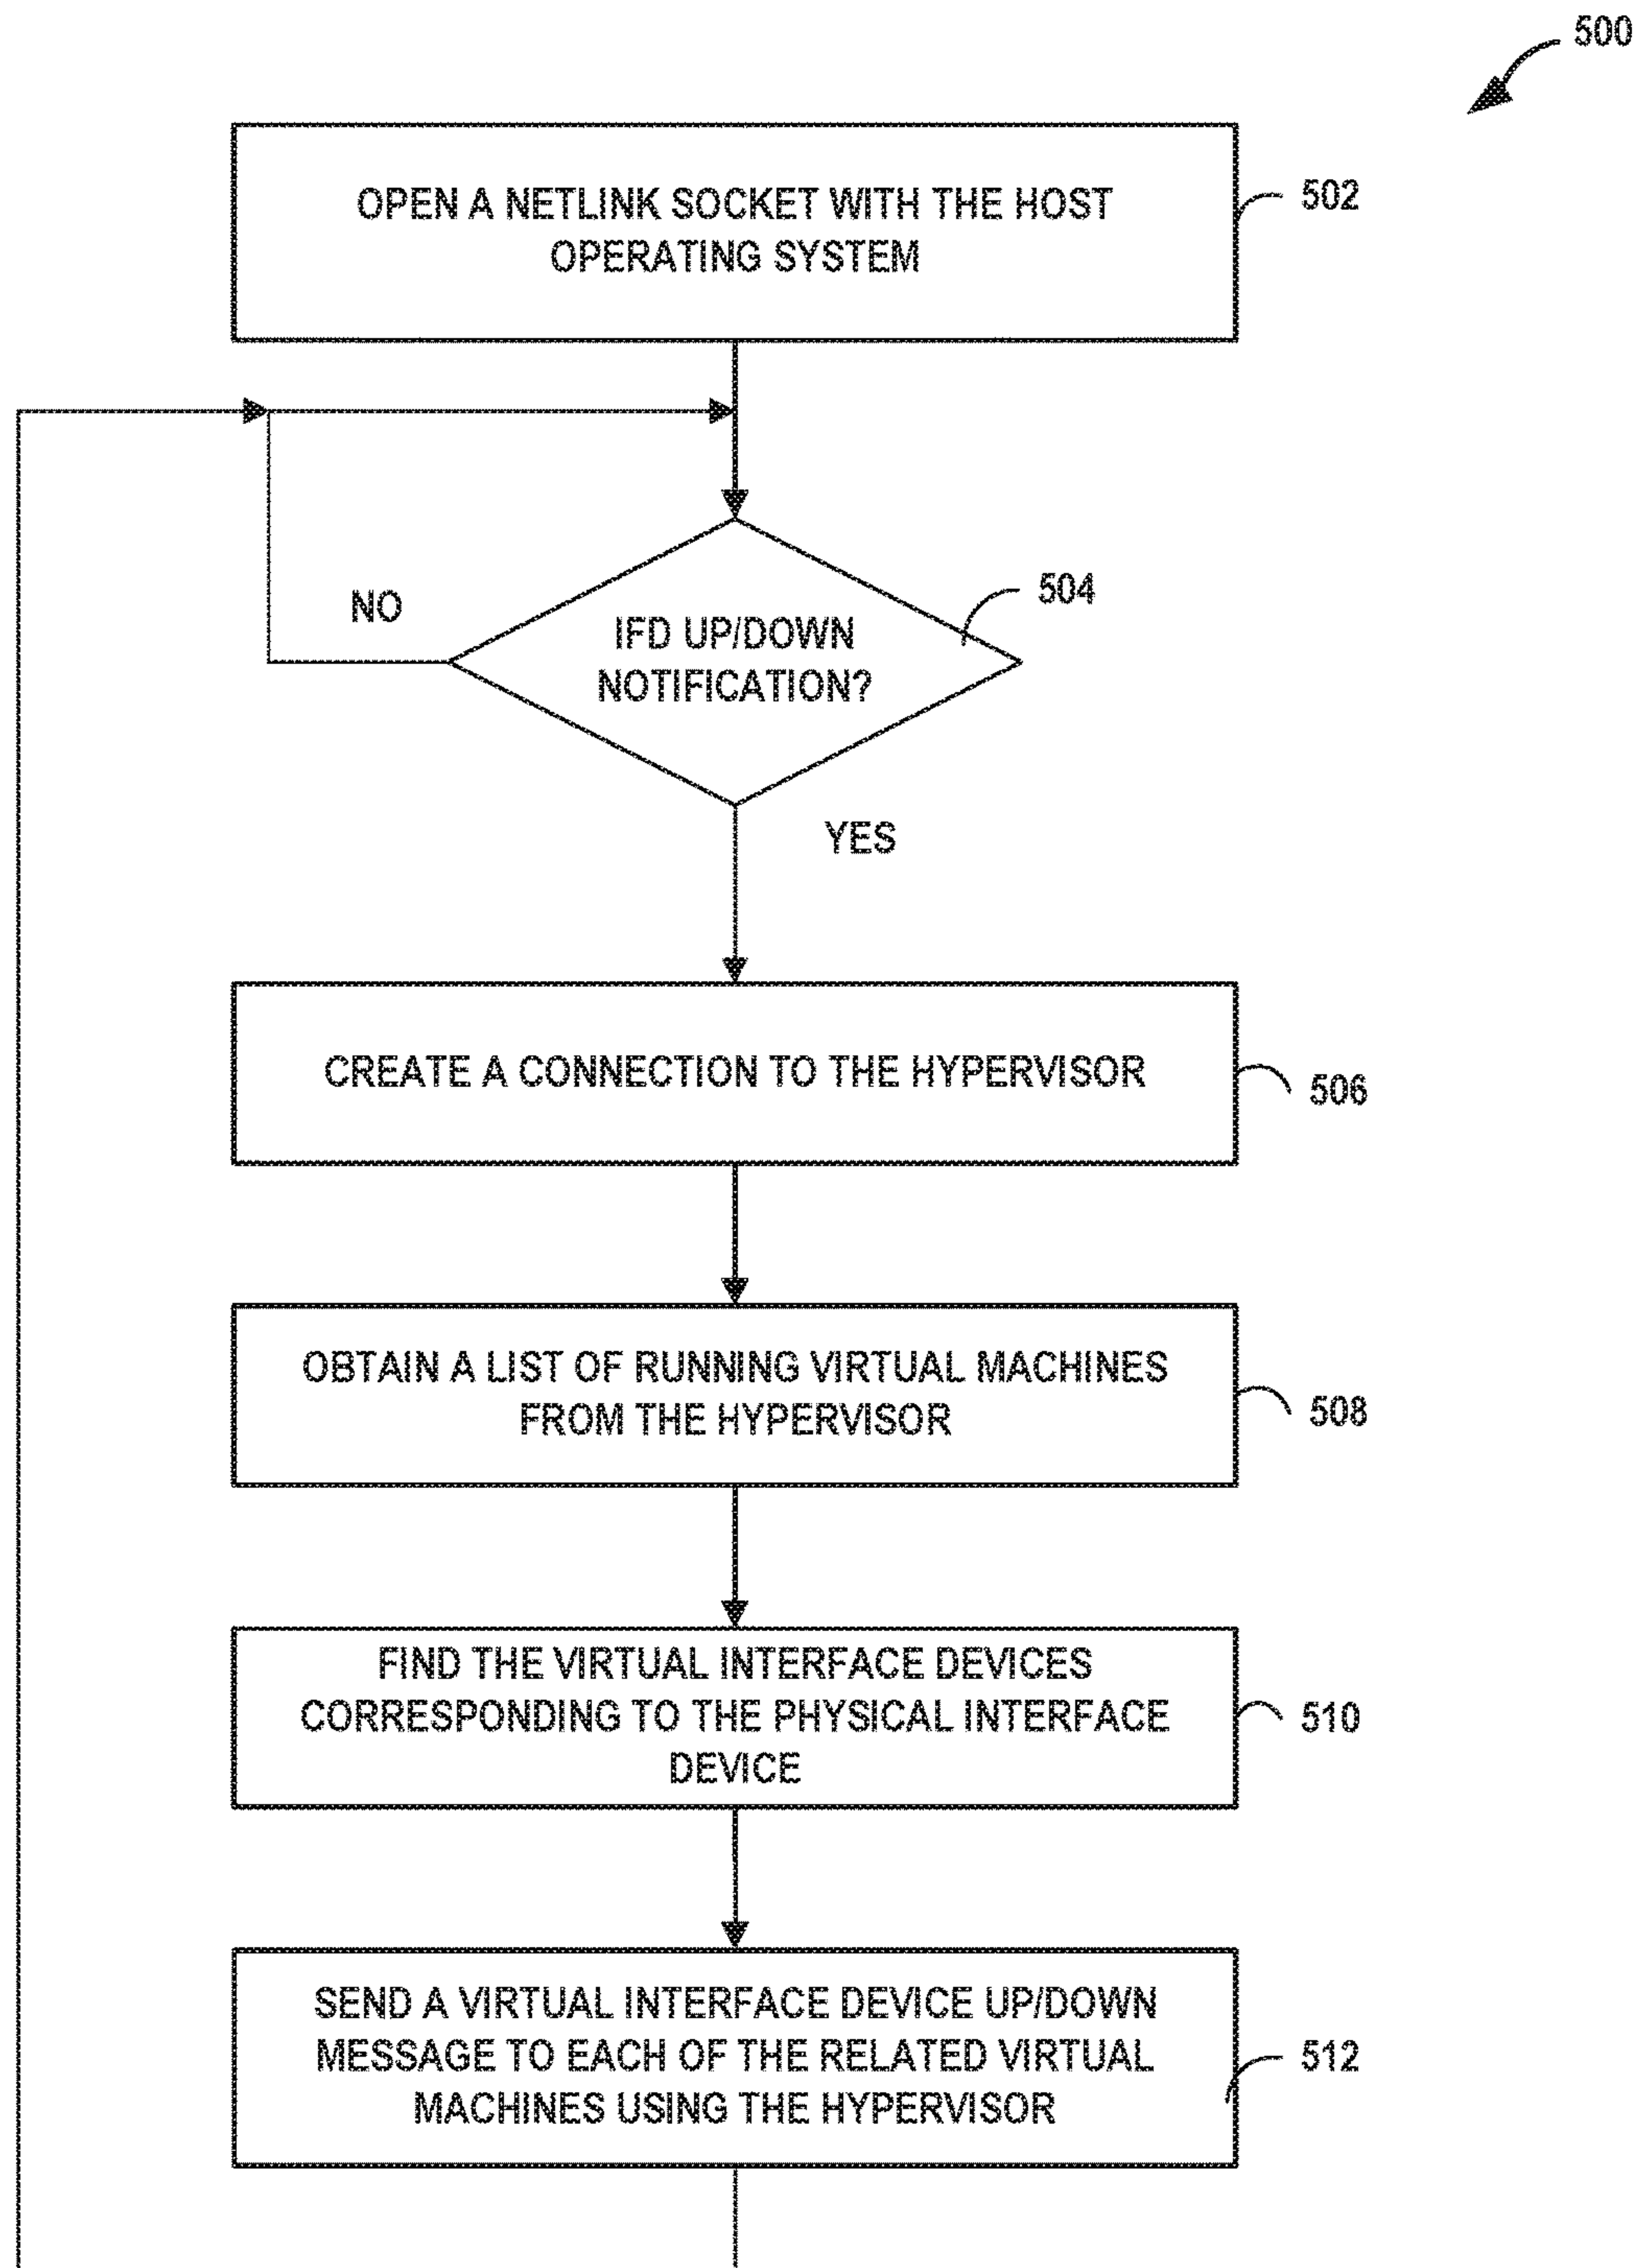 500
OPEN A NETLINK SOCKET WITH THE HOST
OPERATING SYSTEM
502
504
NO
IFD UP/DOWN
NOTIFICATION?
YES
CREATE A CONNECTION TO THE HYPERVISOR
506
OBTAIN A LIST OF RUNNING VIRTUAL MACHINES
FROM THE HYPERVISOR
508
FIND THE VIRTUAL INTERFACE DEVICES
CORRESPONDING TO THE PHYSICAL INTERFACE
DEVICE
510
SEND A VIRTUAL INTERFACE DEVICE UP/DOWN
MESSAGE TO EACH OF THE RELATED VIRTUAL
MACHINES USING THE HYPERVISOR
512